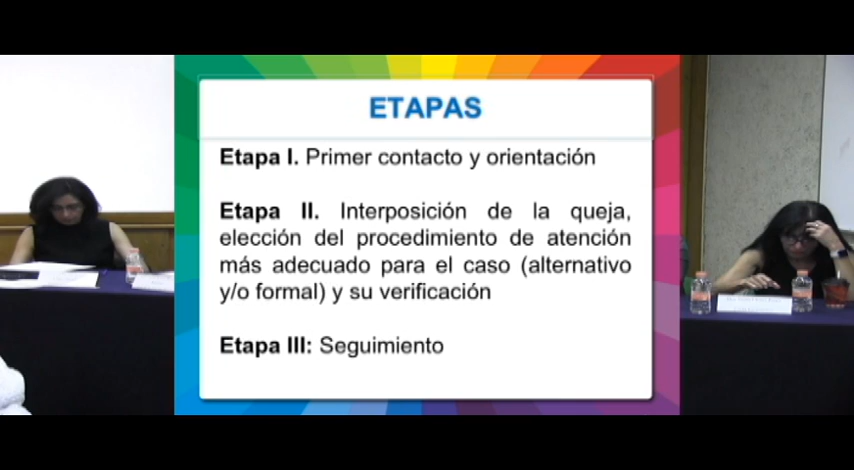 ETAPAS
Etapa I. Primer contacto y orientación
Etapa II. Interposición de la queja,
elección del procedimiento de atención
más adecuado para el caso (alternativo
y/o formal) y su verificación
Etapa III: Seguimiento